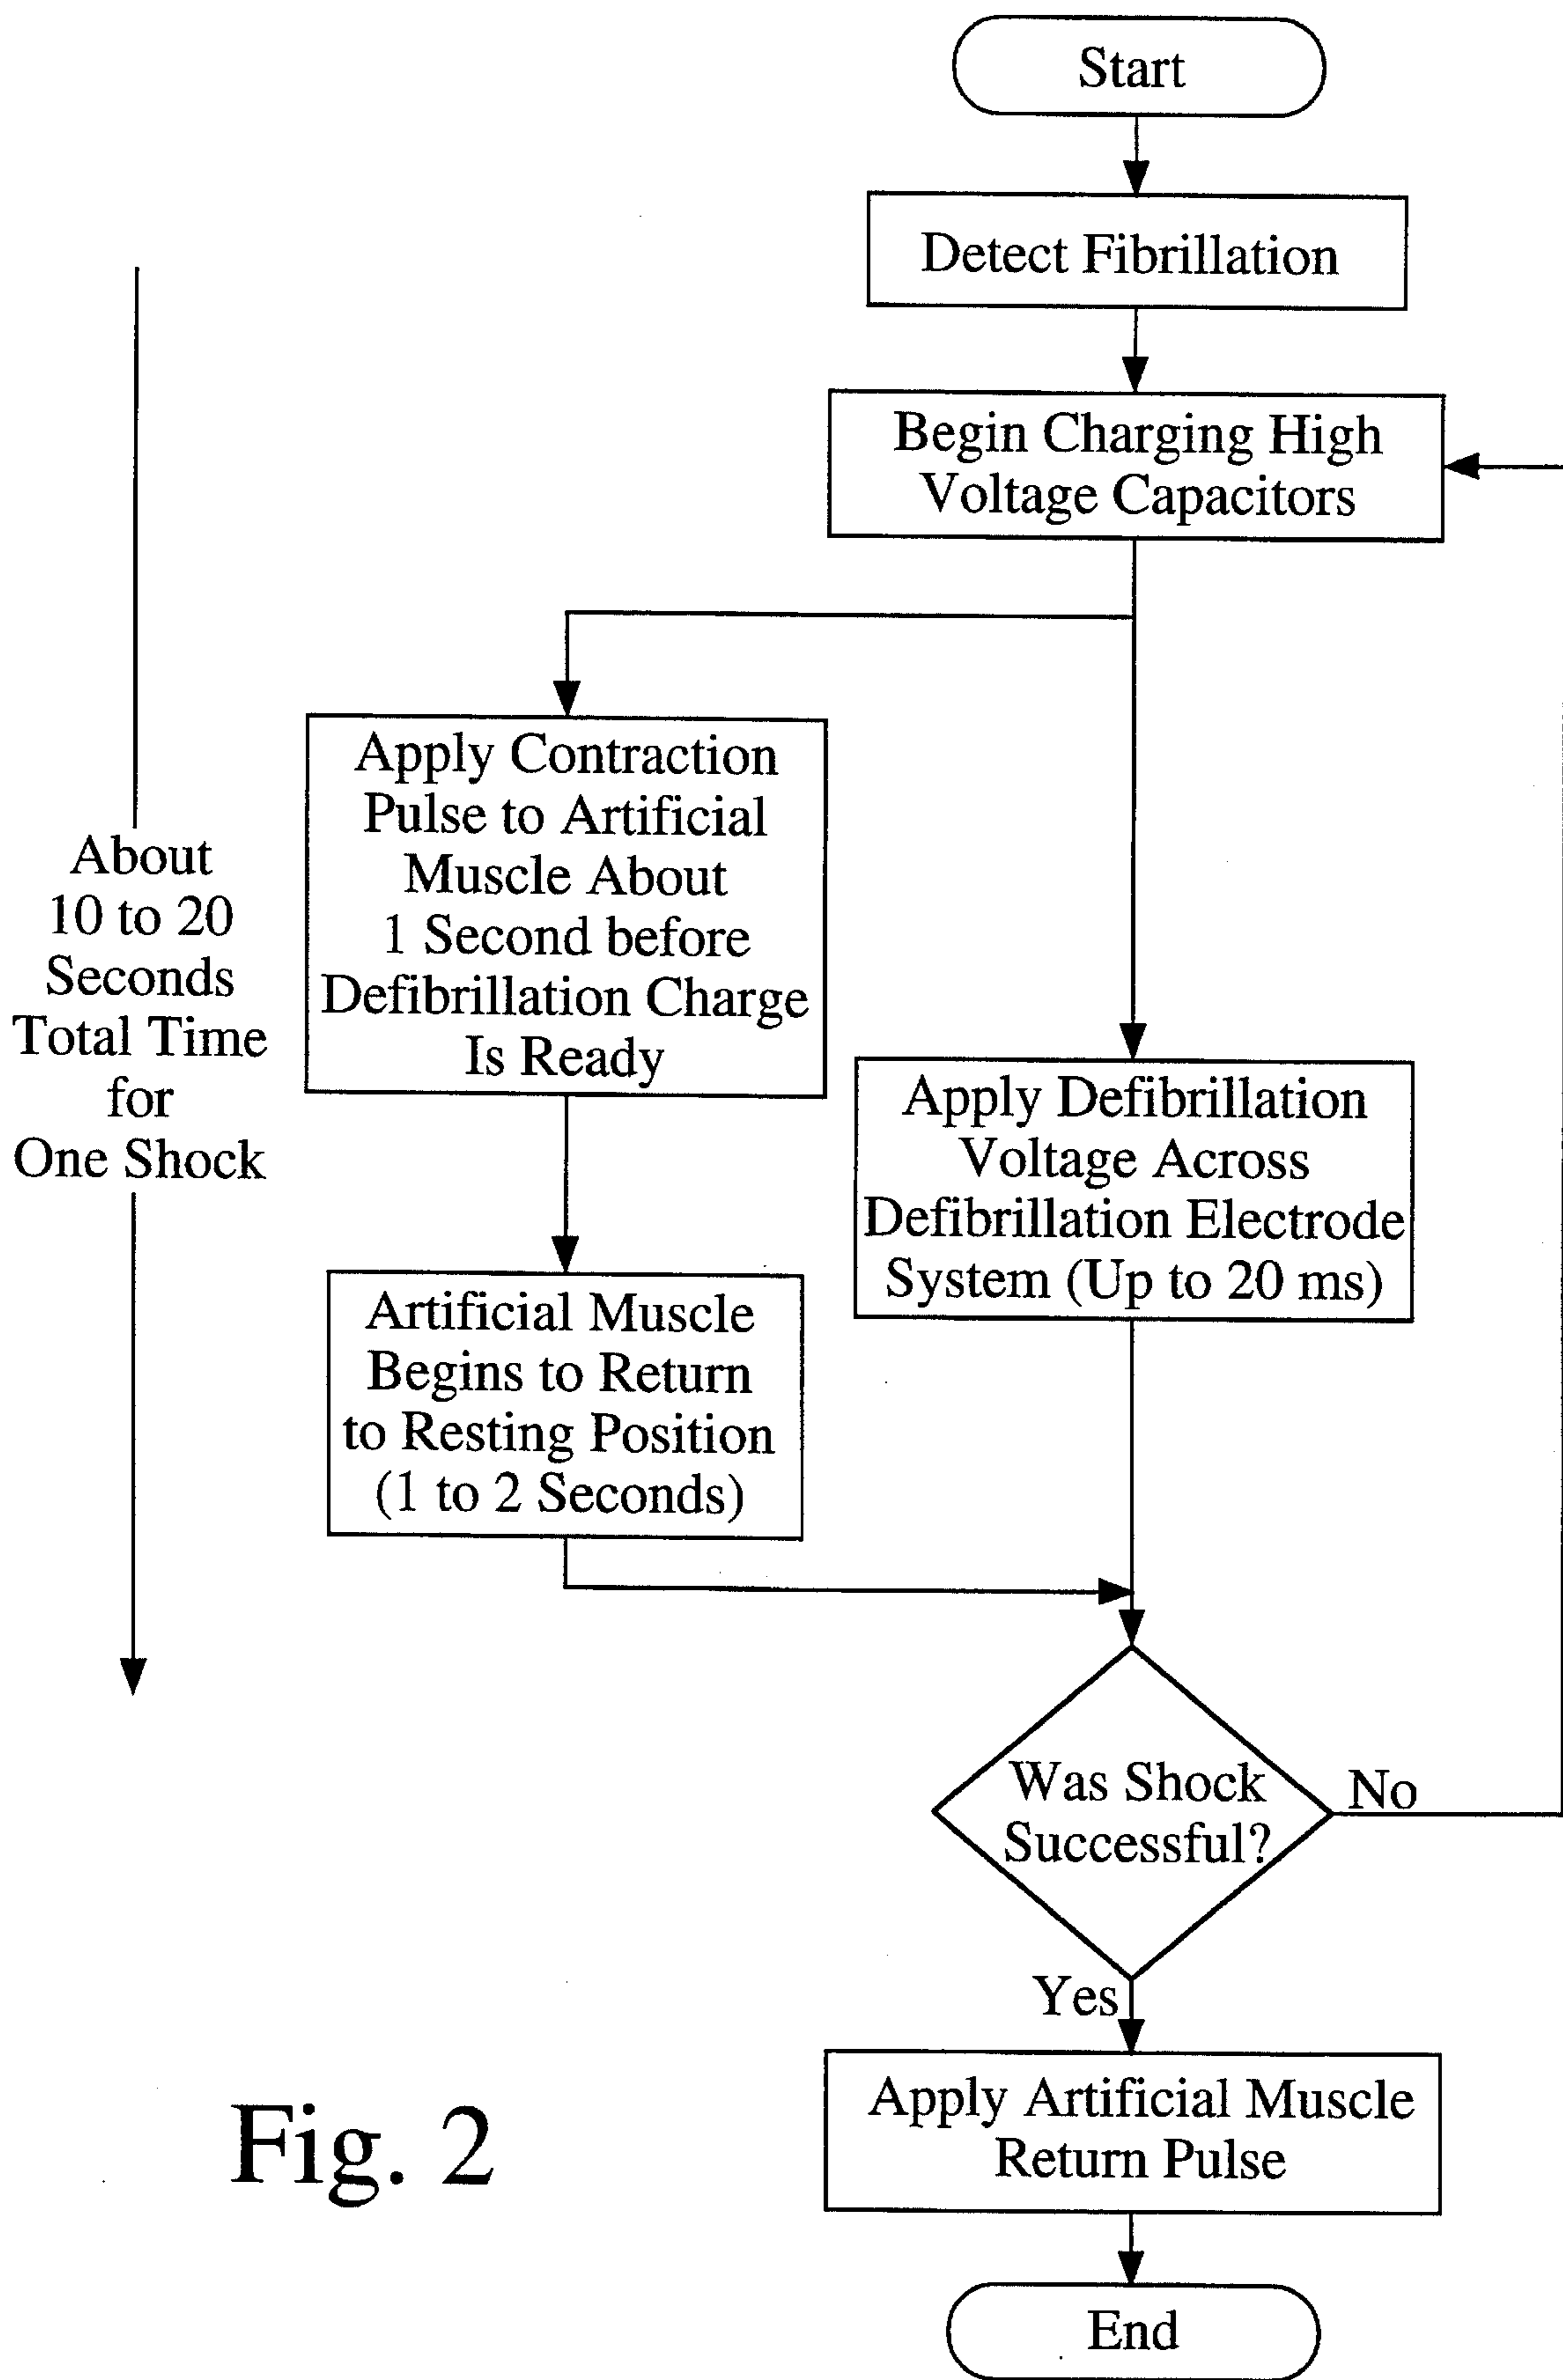 Start
Detect Fibrillation
Begin Charging High
Voltage Capacitors
Apply Contraction
Pulse to Artificial
Muscle About
1 Second before
Defibrillation Charge
Is Ready
About
10 to 20
Seconds
Total Time
for
One Shock
Apply Defibrillation
Voltage Across
Defibrillation Electrode
System (Up to 20 ms)
Artificial Muscle
Begins to Return
to Resting Position
(1 to 2 Seconds)
Was Shock
Successful?
No
Yes
Apply Artificial Muscle
Return Pulse
End
Fig. 2